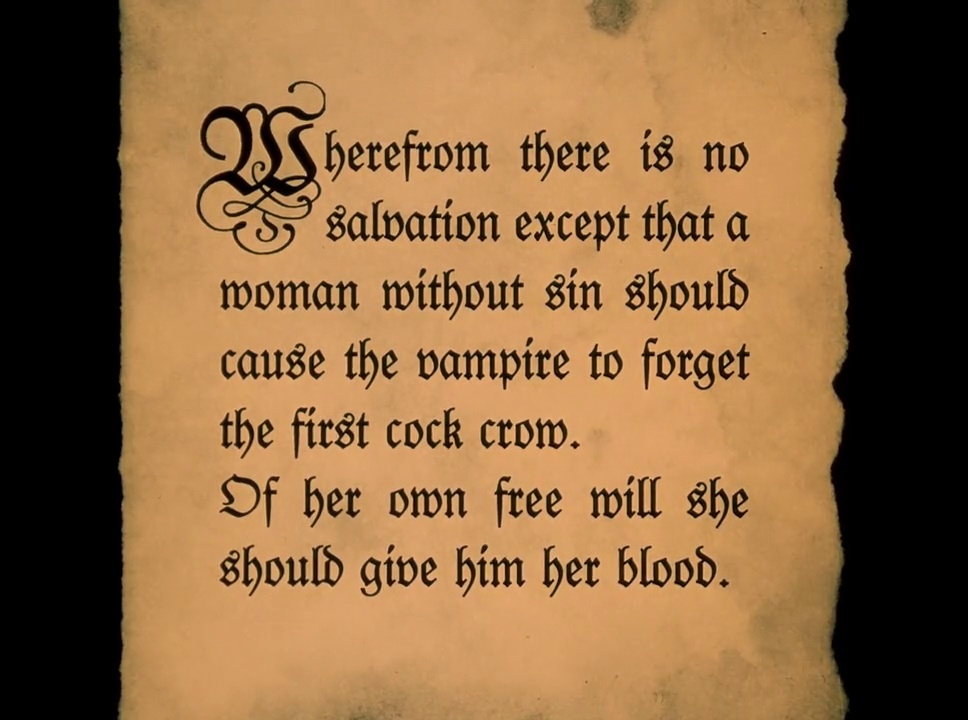 Wherefrom there is no
salvation except that a
woman without sin should
cause the vampire to forget
the first cock crow.
Of her own free will she
should give him her blood.